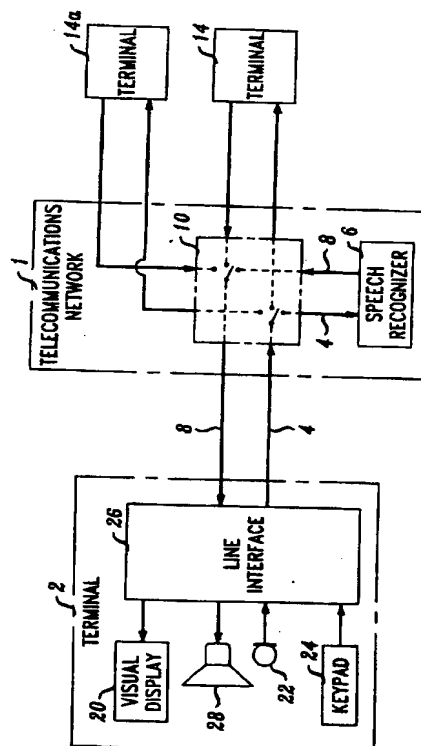 1
TELECOMMUNICATIONS
NETWORK
14a
TERMINAL
14
TERMINAL
10
8
4
6
SPEECH
RECOGNIZER
8
4
2
TERMINAL
26
LINE
INTERFACE
20
VISUAL
DISPLAY
28
22
24
KEYPAD